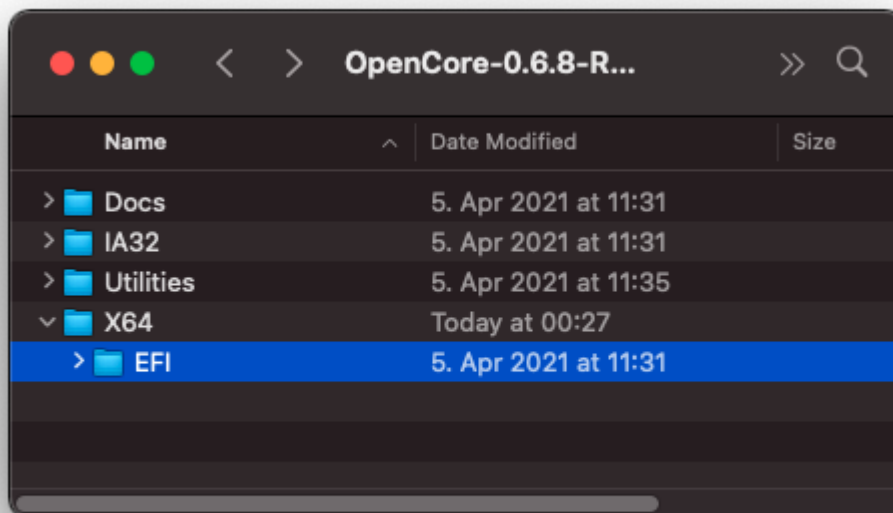 OpenCore-0.6.8-R...
Name Date Modified Size
Docs 5. Apr 2021 at 11:31
IA32 5. Apr 2021 at 11:31
Utilities 5. Apr 2021 at 11:35
X64 Today at 00:27
EFI 5. Apr 2021 at 11:31